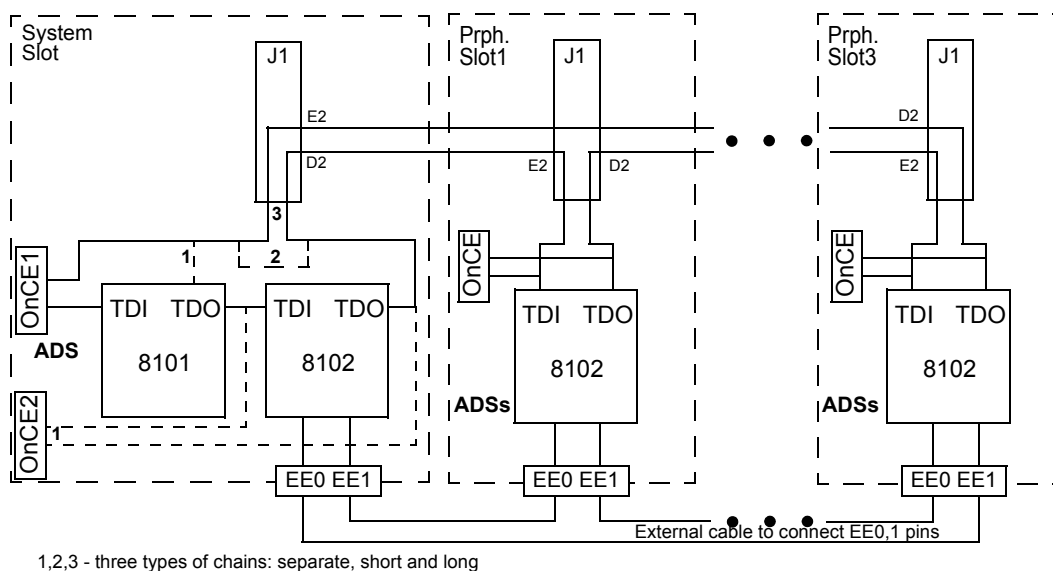 System
Slot
J1
E2
D2
3
1
2
OnCE1
TDI TDO
8101
TDI TDO
8102
ADS
OnCE2
1
EE0 EE1
Prph.
Slot1
J1
E2
D2
OnCE
TDI TDO
8102
ADSs
EE0 EE1
Prph.
Slot3
J1
D2
E2
OnCE
TDI TDO
8102
ADSs
EE0 EE1
External cable to connect EE0,1 pins
1,2,3 - three types of chains: separate, short and long